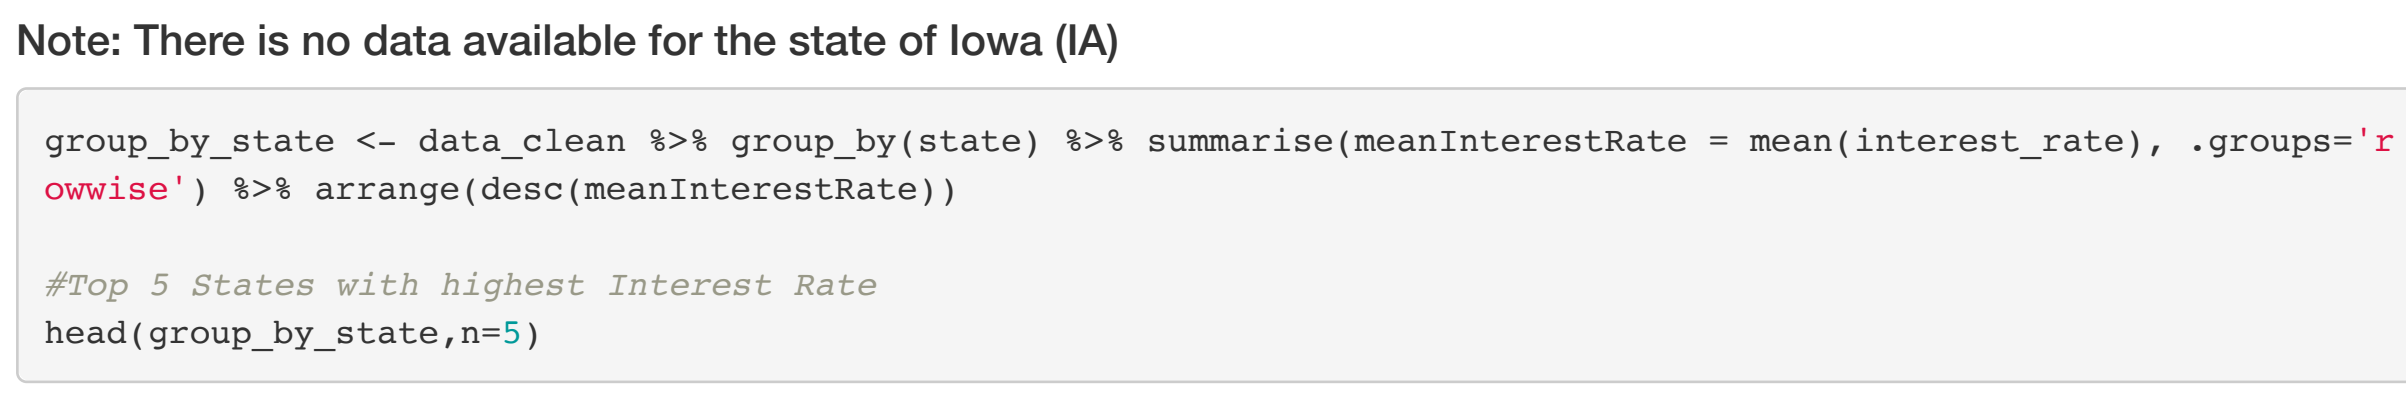 Note: There is no data available for the state of Iowa (IA)
group_by_state <- data_clean %>% group_by(state) %>% summarise(meanInterestRate = mean(interest_rate), .groups='r
owwise') %>% arrange(desc(meanInterestRate))
#Top 5 States with highest Interest Rate
head(group_by_state,n=5)